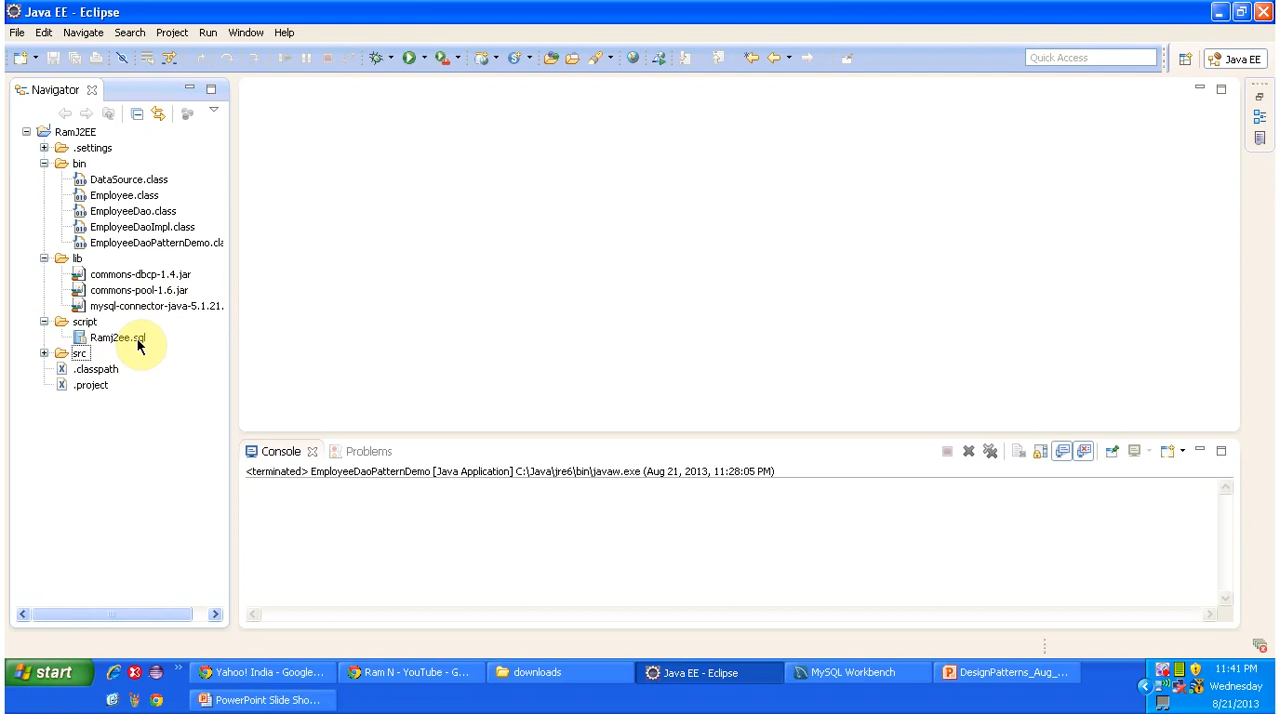 Java EE - Eclipse
File Edit Navigate Search Project Run Window Help
Quick Access
Java EE
Navigator
RamJ2EE
.settings
bin
DataSource.class
Employee.class
EmployeeDao.class
EmployeeDaoImpl.class
EmployeeDaoPatternDemo.cla
lib
commons-dbcp-1.4.jar
commons-pool-1.6.jar
mysql-connector-java-5.1.21.
script
Ramj2ee.sql
src
.classpath
.project
Console Problems
<terminated> EmployeeDaoPatternDemo [Java Application] C:\Java\jre6\bin\javaw.exe (Aug 21, 2013, 11:28:05 PM)
start
Yahoo! India - Google...
Ram N - YouTube - G...
downloads
Java EE - Eclipse
MySQL Workbench
DesignPatterns_Aug_...
PowerPoint Slide Sho...
11:41 PM
Wednesday
8/21/2013